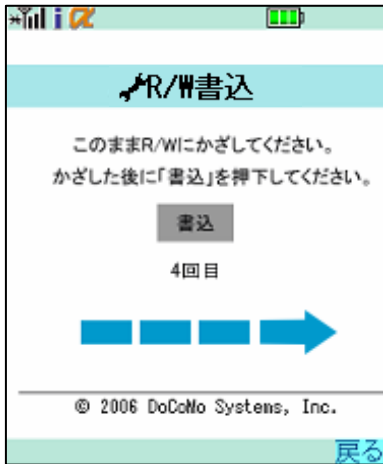 i α
R/W書込
このままR/Wにかざしてください。
かざした後に「書込」を押下してください。
書込
4回目
© 2006 DoCoMo Systems, Inc.
戻る